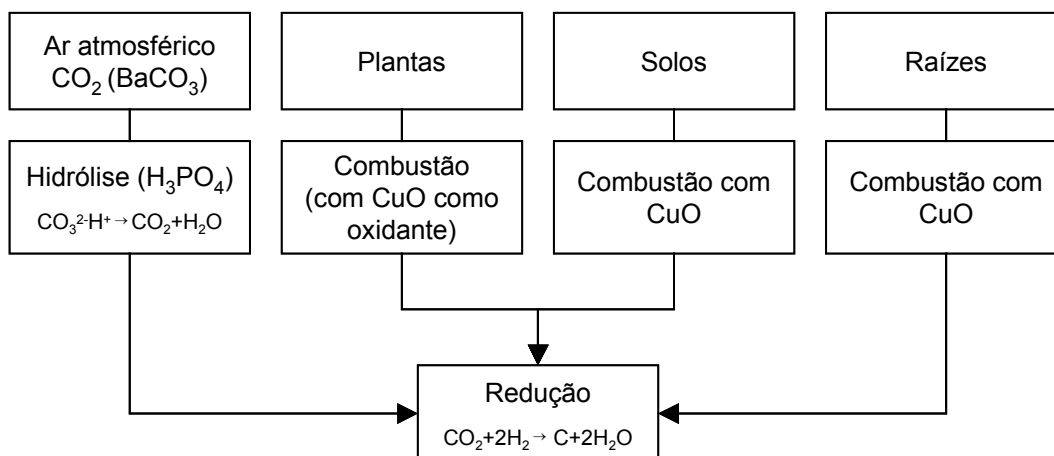 Ar atmosférico
CO₂ (BaCO₃)
Plantas
Solos
Raízes
Hidrólise (H₃PO₄)
CO₃²⁻H⁺→CO₂+H₂O
Combustão
(com CuO como
oxidante)
Combustão com
CuO
Combustão com
CuO
Redução
CO₂+2H₂→ C+2H₂O